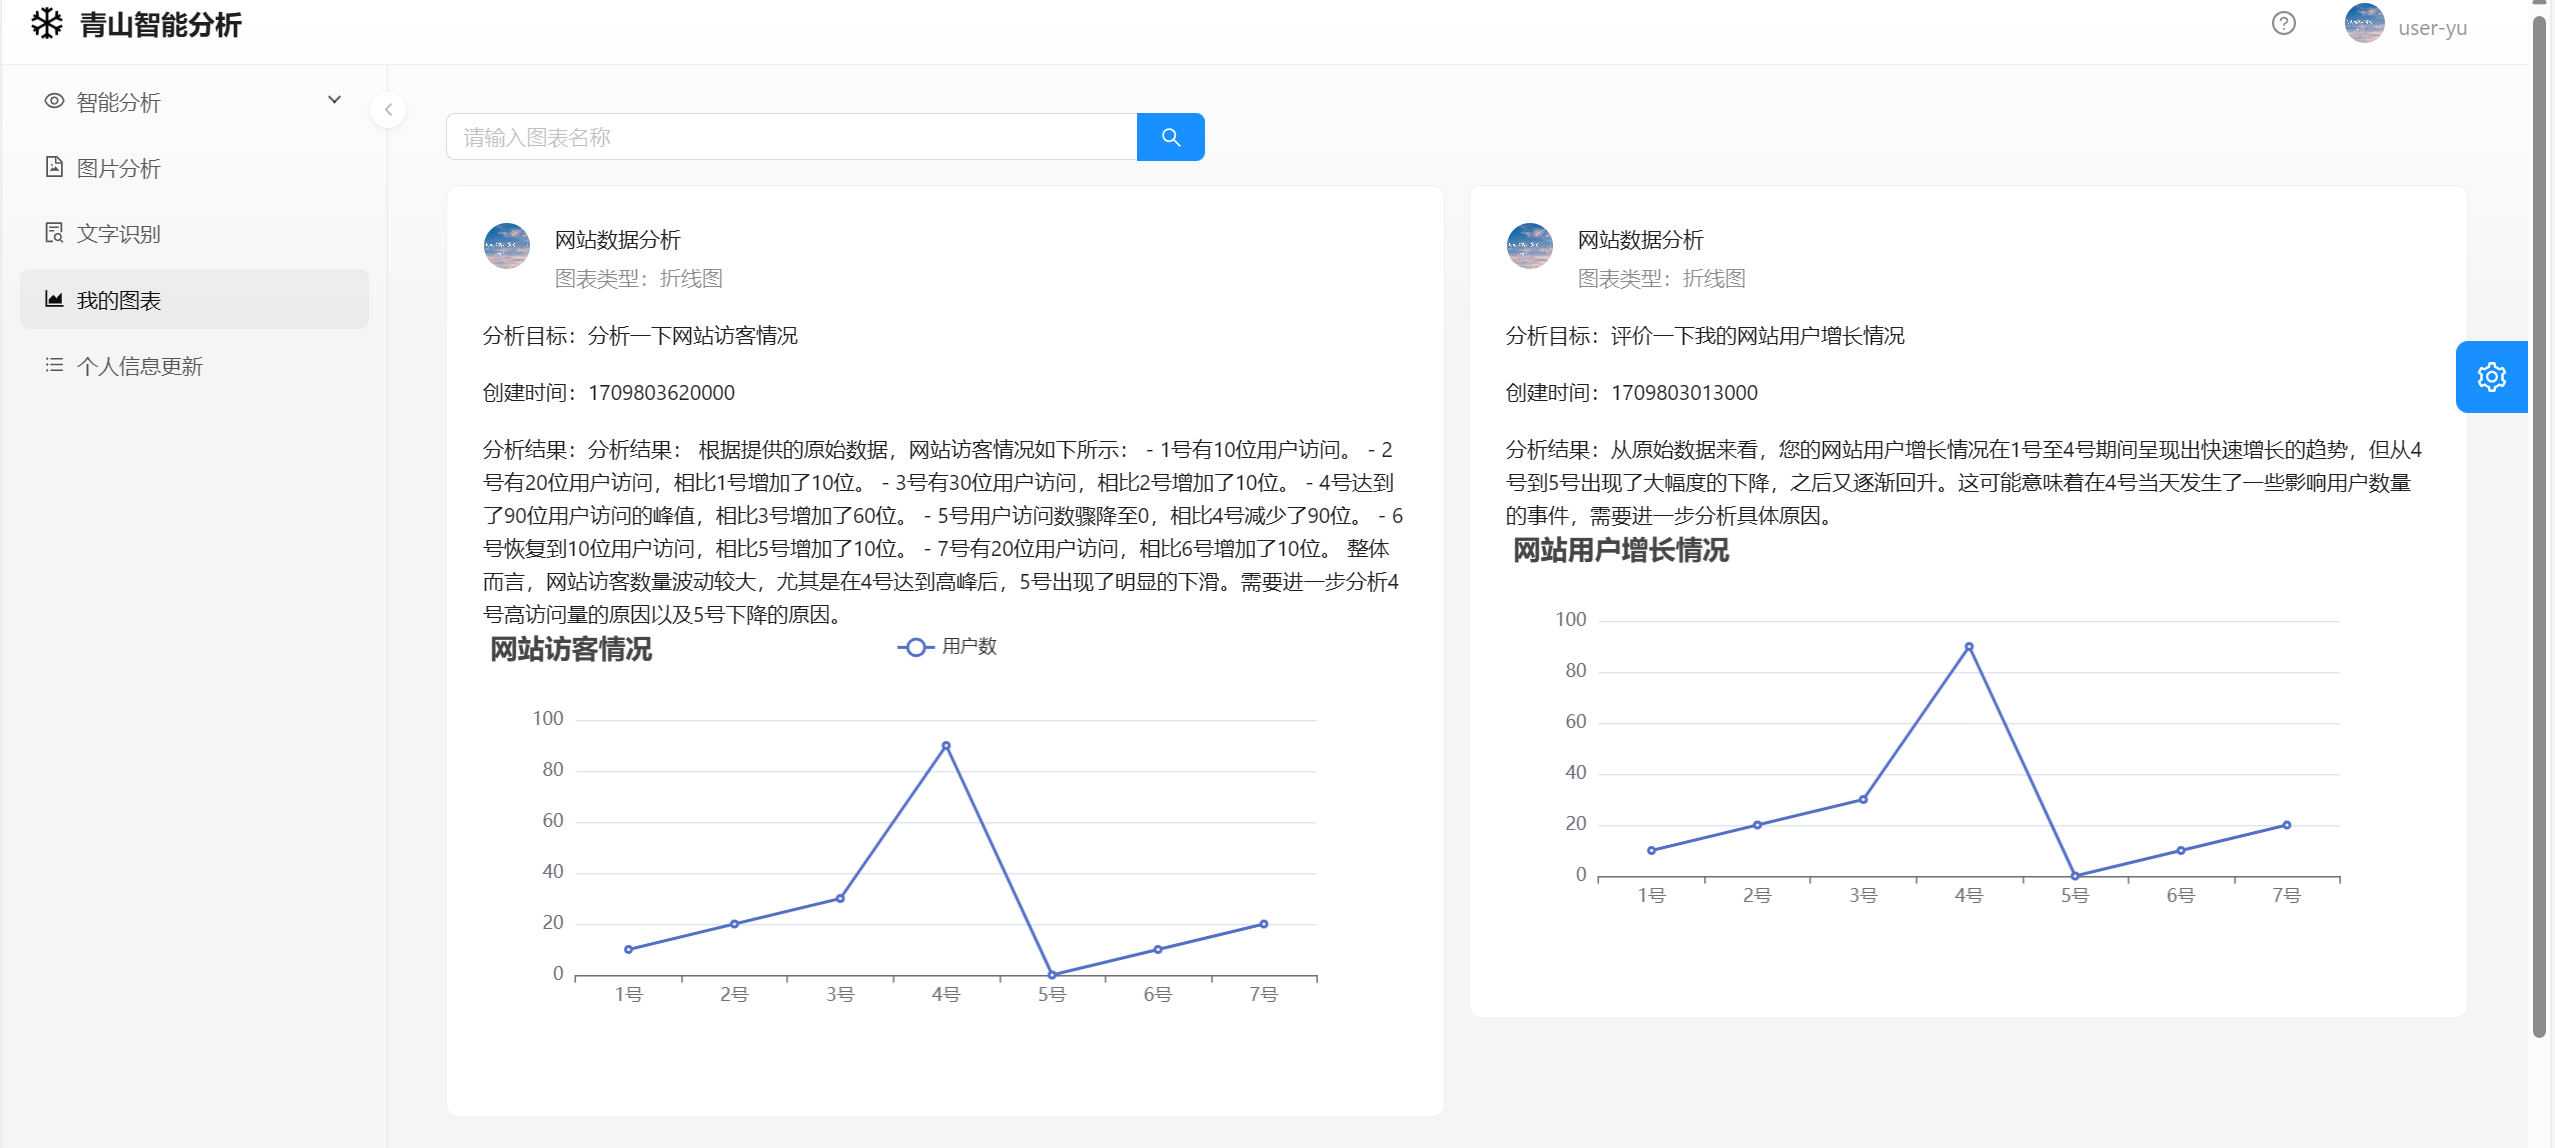 青山智能分析
user-yu
智能分析
图片分析
文字识别
我的图表
个人信息更新
请输入图表名称
网站数据分析
图表类型：折线图
分析目标：分析一下网站访客情况
创建时间：1709803620000
分析结果：分析结果： 根据提供的原始数据，网站访客情况如下所示： - 1号有10位用户访问。 - 2
号有20位用户访问，相比1号增加了10位。 - 3号有30位用户访问，相比2号增加了10位。 - 4号达到
了90位用户访问的峰值，相比3号增加了60位。 - 5号用户访问数骤降至0，相比4号减少了90位。 - 6
号恢复到10位用户访问，相比5号增加了10位。 - 7号有20位用户访问，相比6号增加了10位。 整体
而言，网站访客数量波动较大，尤其是在4号达到高峰后，5号出现了明显的下滑。需要进一步分析4
号高访问量的原因以及5号下降的原因。
网站访客情况
用户数
100
80
60
40
20
0
1号 2号 3号 4号 5号 6号 7号
网站数据分析
图表类型：折线图
分析目标：评价一下我的网站用户增长情况
创建时间：1709803013000
分析结果：从原始数据来看，您的网站用户增长情况在1号至4号期间呈现出快速增长的趋势，但从4
号到5号出现了大幅度的下降，之后又逐渐回升。这可能意味着在4号当天发生了一些影响用户数量
的事件，需要进一步分析具体原因。
网站用户增长情况
100
80
60
40
20
0
1号 2号 3号 4号 5号 6号 7号